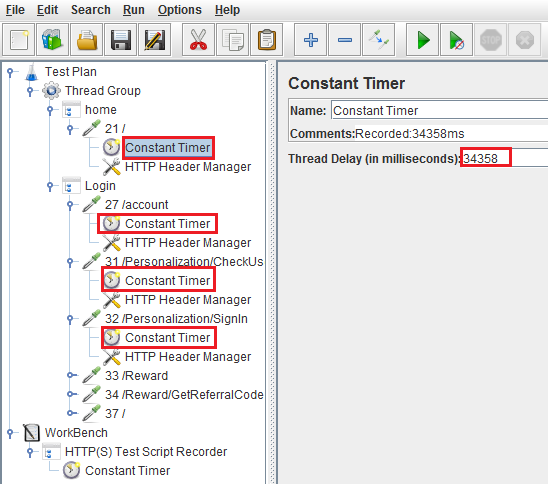 File Edit Search Run Options Help
Test Plan
Thread Group
home
21 /
Constant Timer
HTTP Header Manager
Login
27 /account
Constant Timer
HTTP Header Manager
31 /Personalization/CheckUs
Constant Timer
HTTP Header Manager
32 /Personalization/SignIn
Constant Timer
HTTP Header Manager
33 /Reward
34 /Reward/GetReferralCode
37 /
WorkBench
HTTP(S) Test Script Recorder
Constant Timer
Constant Timer
Name: Constant Timer
Comments:Recorded:34358ms
Thread Delay (in milliseconds):34358
STOP